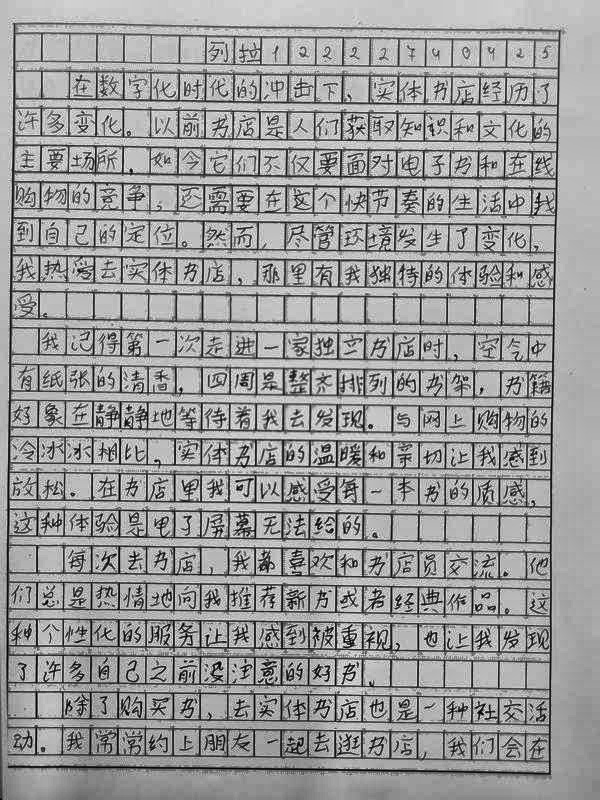 列拉1222740425
在数字化时代的冲击下，实体书店经历了
许多变化。以前书店是人们获取知识和文化的
主要场所，如今它们不仅要面对电子书和在线
购物的竞争，还需要在这个快节奏的生活中找
到自己的定位。然而，尽管环境发生了变化，
我热爱去实体书店，那里有我独特的体验和感
受。
我记得第一次走进一家独立书店时，空气中
有纸张的清香，四周是整齐排列的书架，书籍
好象在静静地等待着我去发现。与网上购物的
冷冰冰相比，实体书店的温暖和亲切让我感到
放松。在书店里我可以感受每一本书的质感，
这种体验是电子屏幕无法给的。
每次去书店，我都喜欢和书店员交流。他
们总是热情地向我推荐新书或者经典作品。这
种个性化的服务让我感到被重视，也让我发现
了许多自己之前没注意的好书。
除了购买书，去实体书店也是一种社交活
动。我常常约上朋友一起去逛书店，我们会在